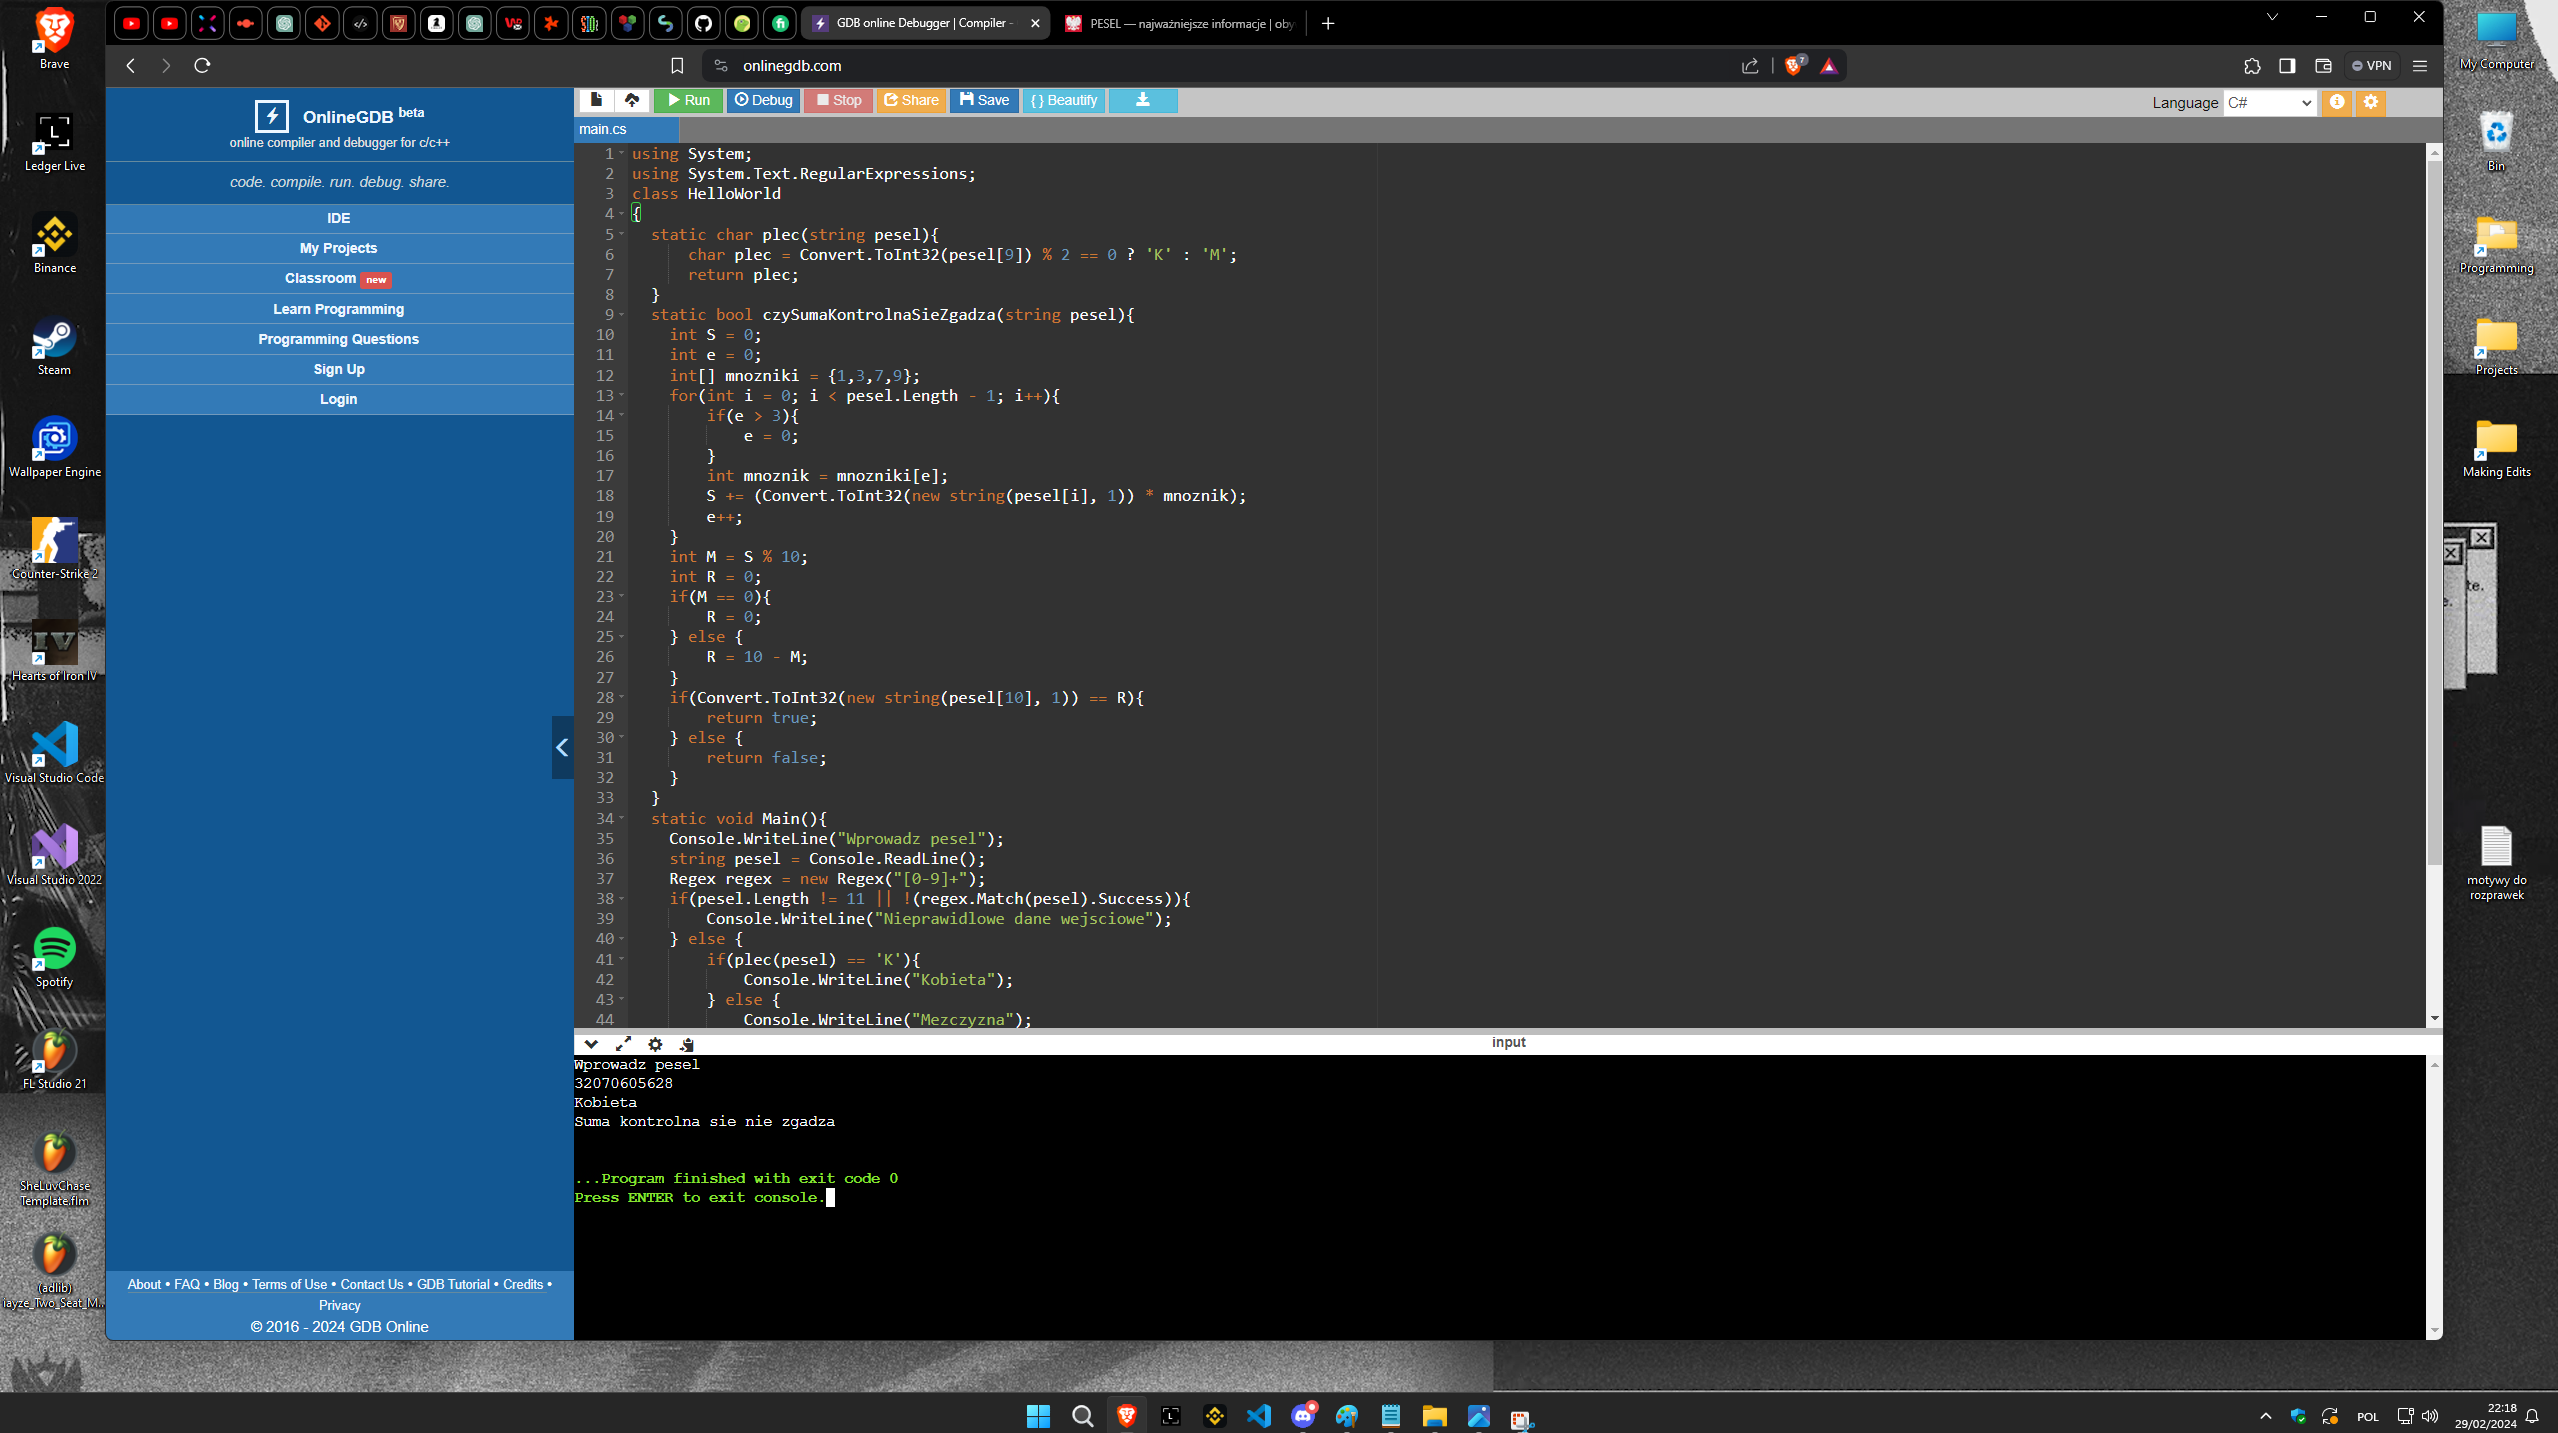 GDB online Debugger | Compiler -
PESEL — najważniejsze informacje | oby
onlinegdb.com
VPN
OnlineGDB beta
online compiler and debugger for c/c++
code. compile. run. debug. share.
IDE
My Projects
Classroom new
Learn Programming
Programming Questions
Sign Up
Login
About • FAQ • Blog • Terms of Use • Contact Us • GDB Tutorial • Credits •
Privacy
© 2016 - 2024 GDB Online
Run
Debug
Stop
Share
Save
{ } Beautify
Language C#
main.cs
1 using System;
2 using System.Text.RegularExpressions;
3 class HelloWorld
4 {
5 static char plec(string pesel){
6 char plec = Convert.ToInt32(pesel[9]) % 2 == 0 ? 'K' : 'M';
7 return plec;
8 }
9 static bool czySumaKontrolnaSieZgadza(string pesel){
10 int S = 0;
11 int e = 0;
12 int[] mnozniki = {1,3,7,9};
13 for(int i = 0; i < pesel.Length - 1; i++){
14 if(e > 3){
15 e = 0;
16 }
17 int mnoznik = mnozniki[e];
18 S += (Convert.ToInt32(new string(pesel[i], 1)) * mnoznik);
19 e++;
20 }
21 int M = S % 10;
22 int R = 0;
23 if(M == 0){
24 R = 0;
25 } else {
26 R = 10 - M;
27 }
28 if(Convert.ToInt32(new string(pesel[10], 1)) == R){
29 return true;
30 } else {
31 return false;
32 }
33 }
34 static void Main(){
35 Console.WriteLine("Wprowadz pesel");
36 string pesel = Console.ReadLine();
37 Regex regex = new Regex("[0-9]+");
38 if(pesel.Length != 11 || !(regex.Match(pesel).Success)){
39 Console.WriteLine("Nieprawidlowe dane wejsciowe");
40 } else {
41 if(plec(pesel) == 'K'){
42 Console.WriteLine("Kobieta");
43 } else {
44 Console.WriteLine("Mezczyzna");
input
Wprowadz pesel
32070605628
Kobieta
Suma kontrolna sie nie zgadza
...Program finished with exit code 0
Press ENTER to exit console.
Brave
Ledger Live
Binance
Steam
Wallpaper Engine
Counter-Strike 2
Hearts of Iron IV
Visual Studio Code
Visual Studio 2022
Spotify
FL Studio 21
SheLuvChase
Template.flm
(adlib)
iayze_Two_Seat_M...
My Computer
Bin
Programming
Projects
Making Edits
motywy do
rozprawek
POL
22:18
29/02/2024